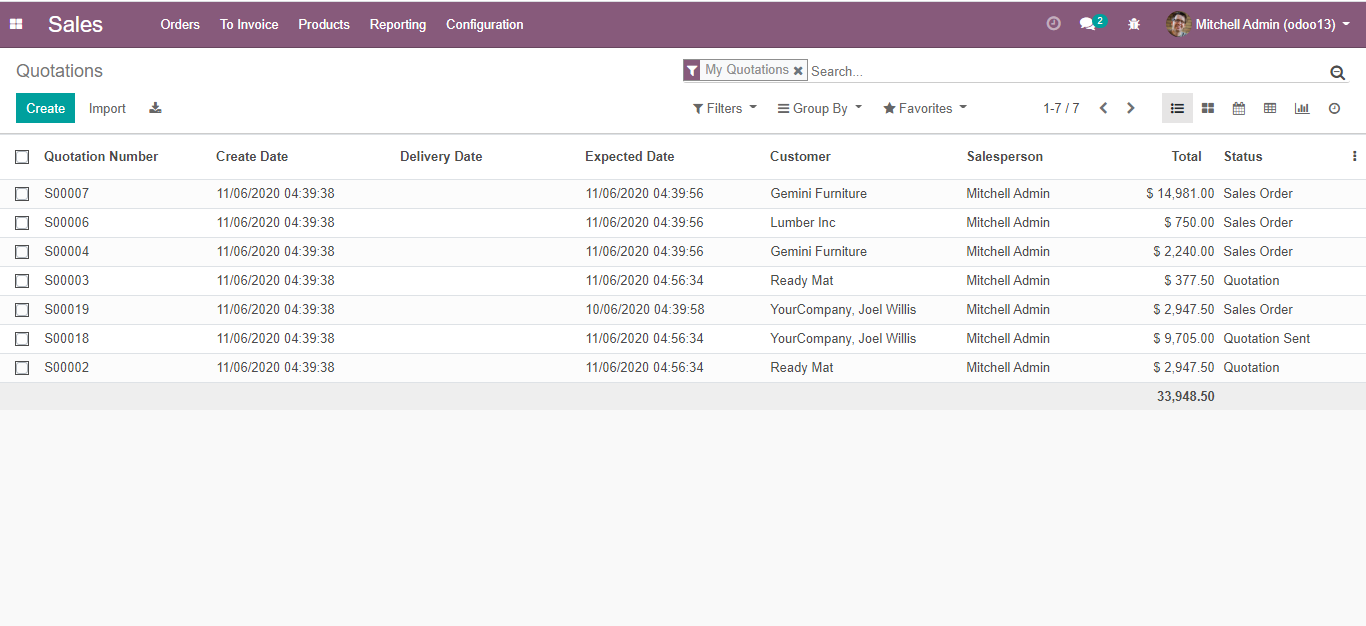 Sales Orders To Invoice Products Reporting Configuration 2 Mitchell Admin (odoo13)
Quotations My Quotations Search...
Create Import Filters Group By Favorites 1-7 / 7
Quotation Number Create Date Delivery Date Expected Date Customer Salesperson Total Status
S00007 11/06/2020 04:39:38 11/06/2020 04:39:56 Gemini Furniture Mitchell Admin $ 14,981.00 Sales Order
S00006 11/06/2020 04:39:38 11/06/2020 04:39:56 Lumber Inc Mitchell Admin $ 750.00 Sales Order
S00004 11/06/2020 04:39:38 11/06/2020 04:39:56 Gemini Furniture Mitchell Admin $ 2,240.00 Sales Order
S00003 11/06/2020 04:39:38 11/06/2020 04:56:34 Ready Mat Mitchell Admin $ 377.50 Quotation
S00019 11/06/2020 04:39:38 10/06/2020 04:39:58 YourCompany, Joel Willis Mitchell Admin $ 2,947.50 Sales Order
S00018 11/06/2020 04:39:38 11/06/2020 04:56:34 YourCompany, Joel Willis Mitchell Admin $ 9,705.00 Quotation Sent
S00002 11/06/2020 04:39:38 11/06/2020 04:56:34 Ready Mat Mitchell Admin $ 2,947.50 Quotation
33,948.50